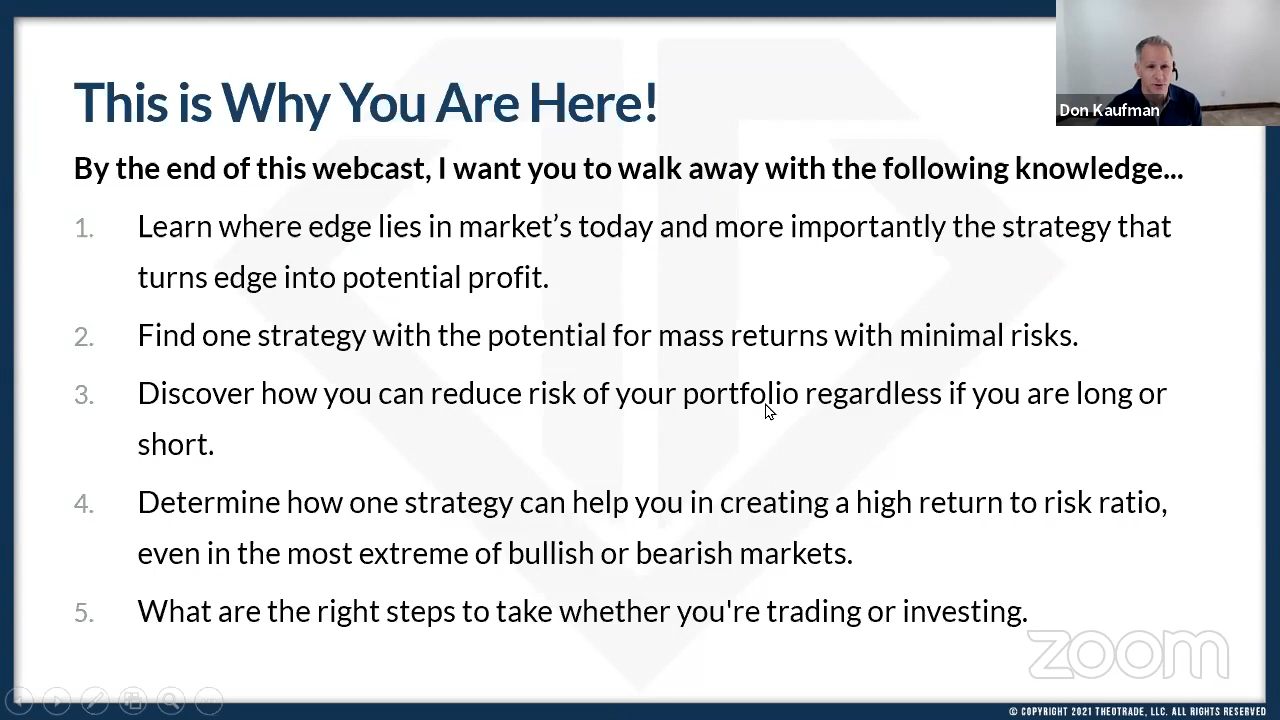 This is Why You Are Here!
Don Kaufman
By the end of this webcast, I want you to walk away with the following knowledge...
1. Learn where edge lies in market’s today and more importantly the strategy that
turns edge into potential profit.
2. Find one strategy with the potential for mass returns with minimal risks.
3. Discover how you can reduce risk of your portfolio regardless if you are long or
short.
4. Determine how one strategy can help you in creating a high return to risk ratio,
even in the most extreme of bullish or bearish markets.
5. What are the right steps to take whether you're trading or investing.
zoom
© COPYRIGHT 2021 THEOTRADE, LLC. ALL RIGHTS RESERVED